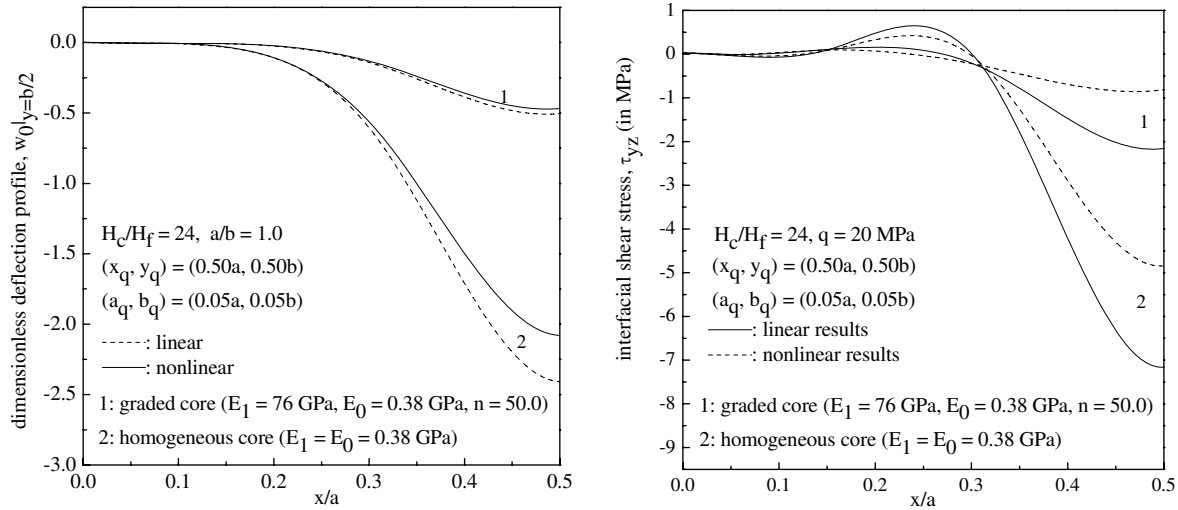 0.0
-0.5
-1.0
-1.5
-2.0
-2.5
-3.0
0.0 0.1 0.2 0.3 0.4 0.5
x/a
dimensionless deflection profile, w0|y=b/2
1
2
Hc/Hf = 24, a/b = 1.0
(xq, yq) = (0.50a, 0.50b)
(aq, bq) = (0.05a, 0.05b)
: linear
: nonlinear
1: graded core (E1 = 76 GPa, E0 = 0.38 GPa, n = 50.0)
2: homogeneous core (E1 = E0 = 0.38 GPa)
1
0
-1
-2
-3
-4
-5
-6
-7
-8
-9
0.0 0.1 0.2 0.3 0.4 0.5
x/a
interfacial shear stress, τyz (in MPa)
1
2
Hc/Hf = 24, q = 20 MPa
(xq, yq) = (0.50a, 0.50b)
(aq, bq) = (0.05a, 0.05b)
: linear results
: nonlinear results
1: graded core (E1 = 76 GPa, E0 = 0.38 GPa, n = 50.0)
2: homogeneous core (E1 = E0 = 0.38 GPa)